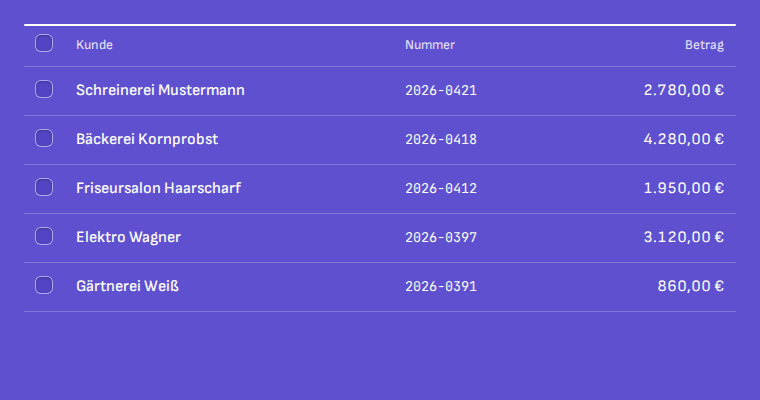 Kunde Nummer Betrag
Schreinerei Mustermann 2026-0421 2.780,00 €
Bäckerei Kornprobst 2026-0418 4.280,00 €
Friseursalon Haarscharf 2026-0412 1.950,00 €
Elektro Wagner 2026-0397 3.120,00 €
Gärtnerei Weiß 2026-0391 860,00 €